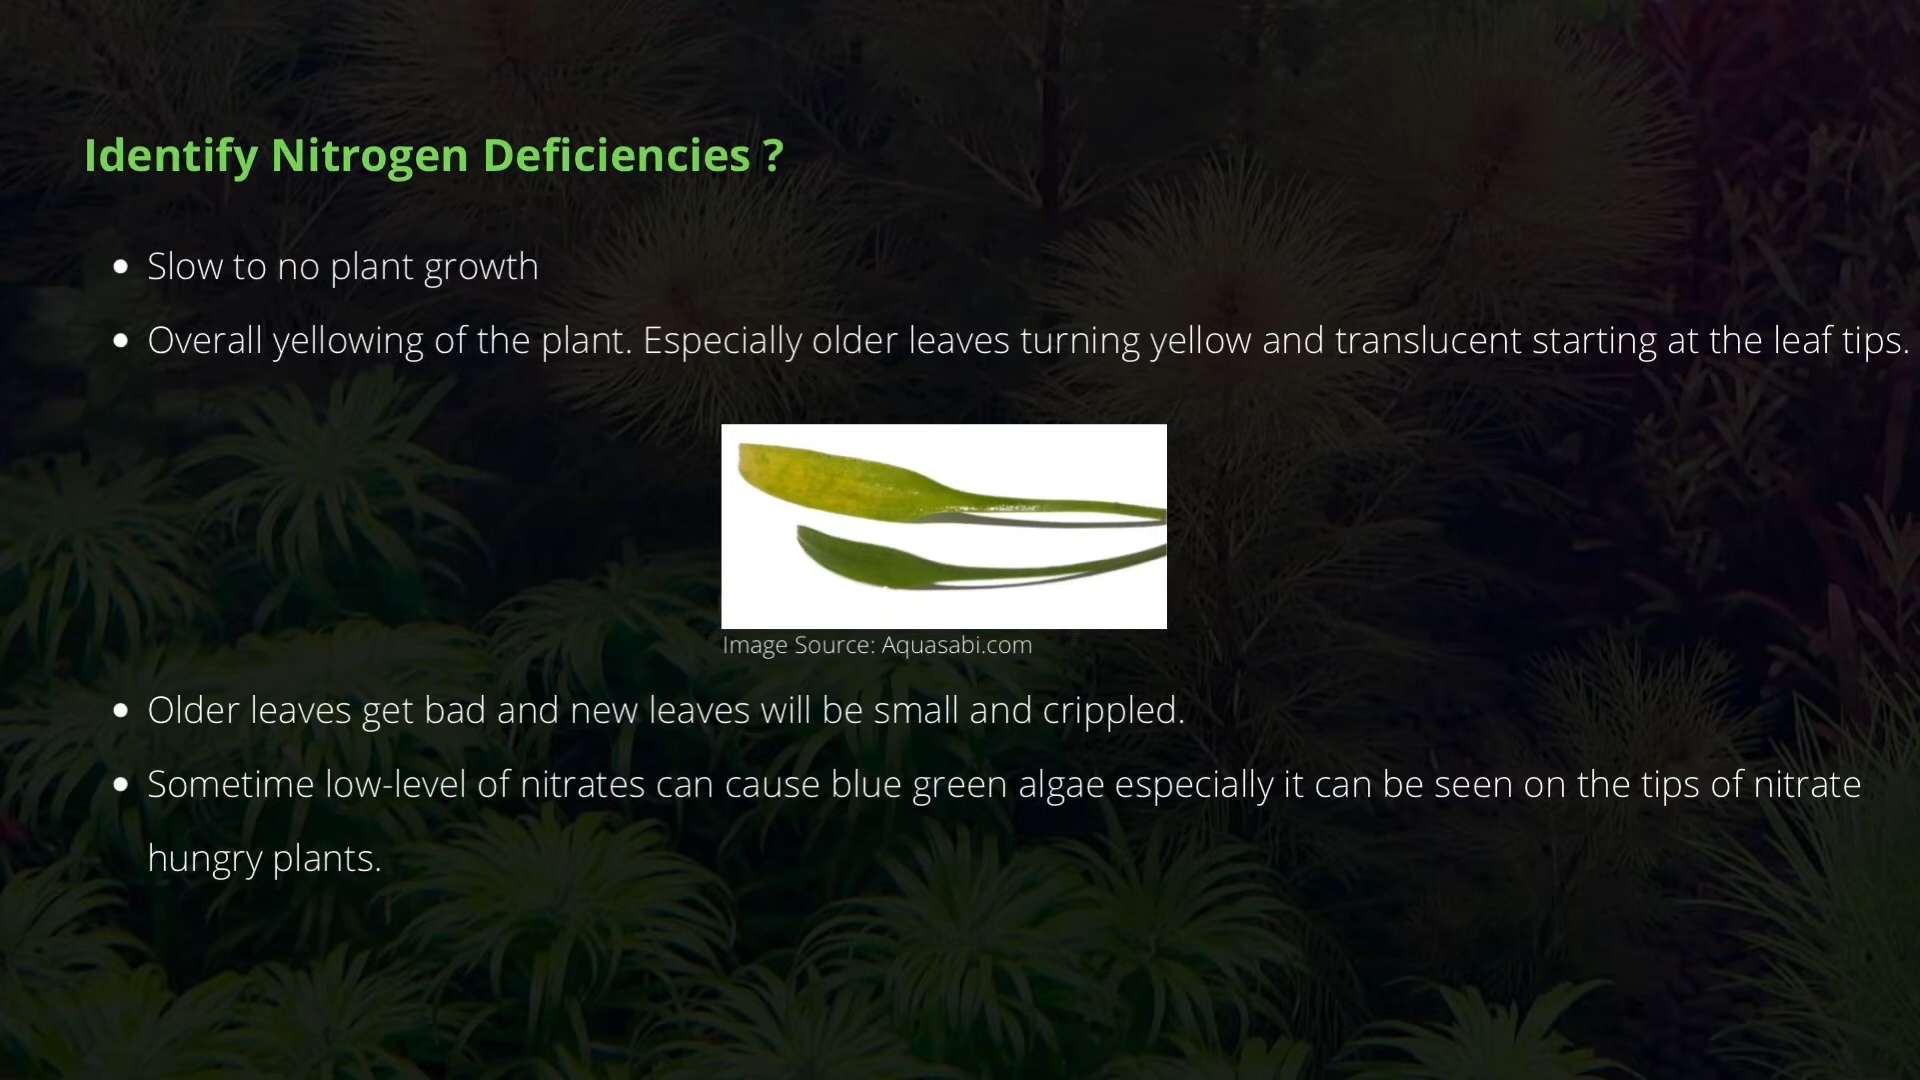 Identify Nitrogen Deficiencies ?
• Slow to no plant growth
• Overall yellowing of the plant. Especially older leaves turning yellow and translucent starting at the leaf tips.
Image Source: Aquasabi.com
• Older leaves get bad and new leaves will be small and crippled.
• Sometime low-level of nitrates can cause blue green algae especially it can be seen on the tips of nitrate
hungry plants.